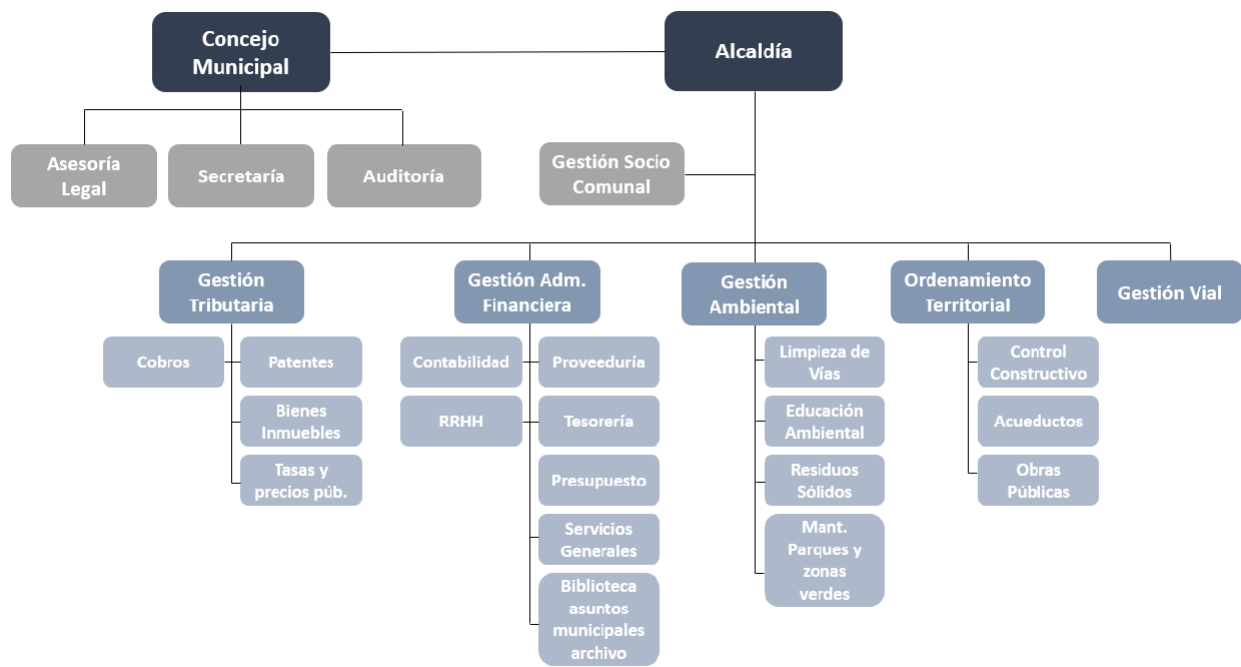 Concejo
Municipal
Alcaldía
Asesoría
Legal
Secretaría
Auditoría
Gestión Socio
Comunal
Gestión
Tributaria
Gestión Adm.
Financiera
Gestión
Ambiental
Ordenamiento
Territorial
Gestión Vial
Cobros
Patentes
Bienes
Inmuebles
Tasas y
precios púb.
Contabilidad
Proveeduría
RRHH
Tesorería
Presupuesto
Servicios
Generales
Biblioteca
asuntos
municipales
archivo
Limpieza de
Vías
Educación
Ambiental
Residuos
Sólidos
Mant.
Parques y
zonas
verdes
Control
Constructivo
Acueductos
Obras
Públicas